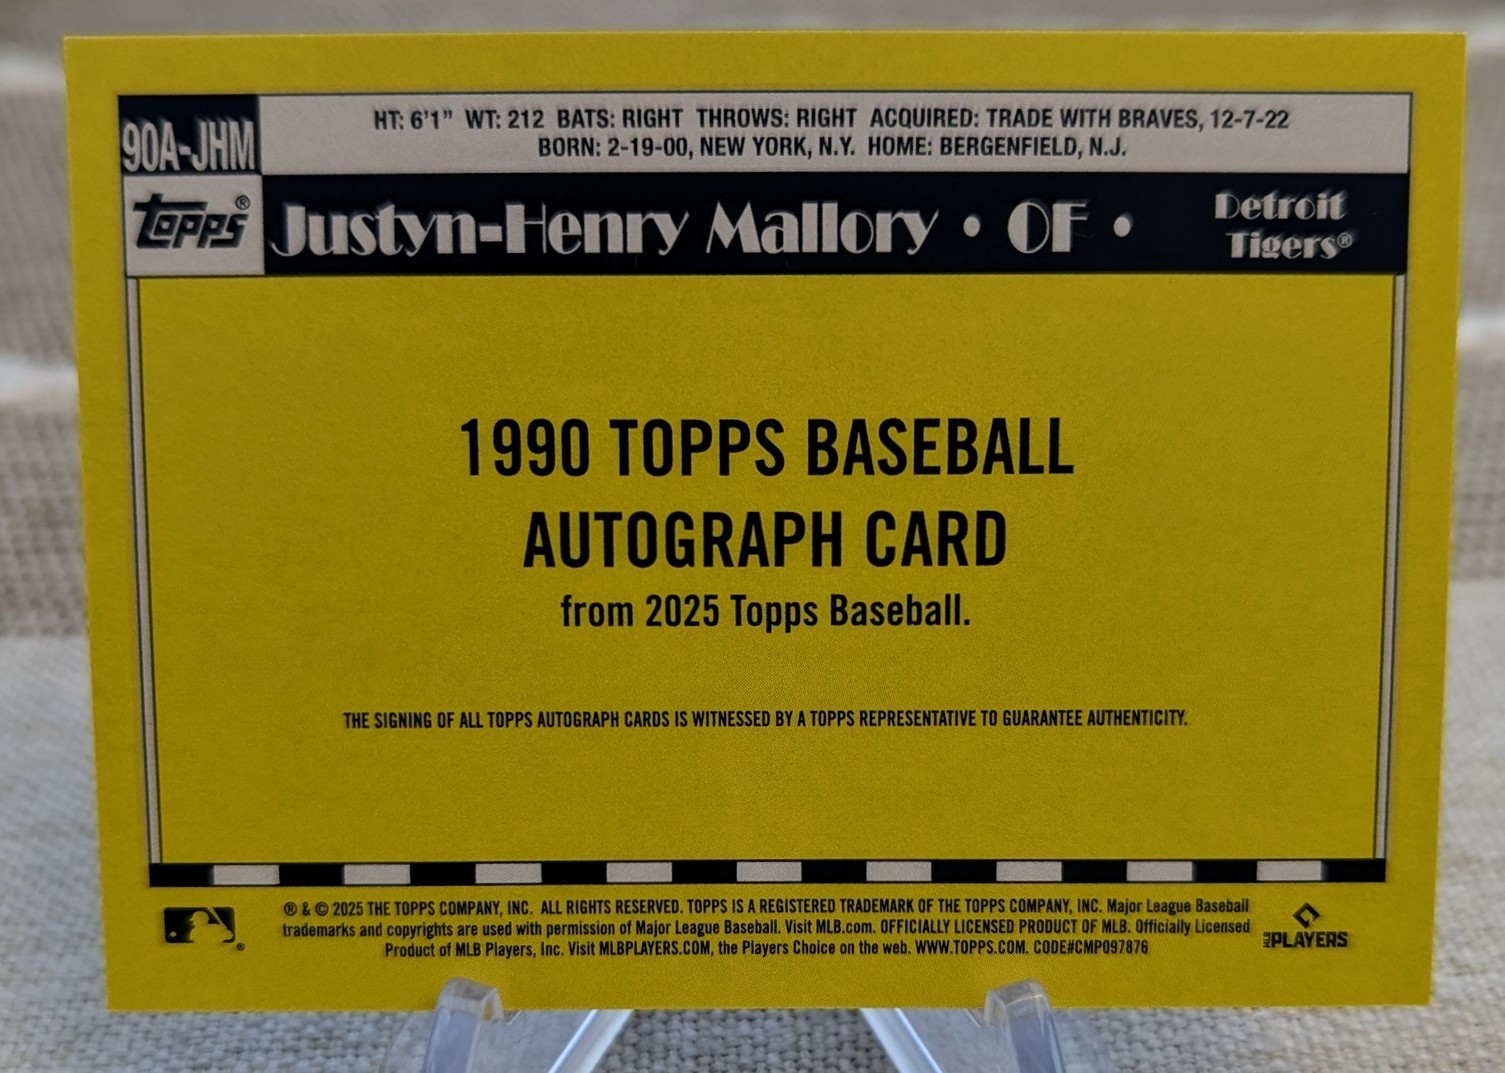 90A-JHM
HT: 6'1" WT: 212 BATS: RIGHT THROWS: RIGHT ACQUIRED: TRADE WITH BRAVES, 12-7-22
BORN: 2-19-00, NEW YORK, N.Y. HOME: BERGENFIELD, N.J.
Topps®
Justyn-Henry Mallory • OF •
Detroit
Tigers®
1990 TOPPS BASEBALL
AUTOGRAPH CARD
from 2025 Topps Baseball.
THE SIGNING OF ALL TOPPS AUTOGRAPH CARDS IS WITNESSED BY A TOPPS REPRESENTATIVE TO GUARANTEE AUTHENTICITY.
® & © 2025 THE TOPPS COMPANY, INC. ALL RIGHTS RESERVED. TOPPS IS A REGISTERED TRADEMARK OF THE TOPPS COMPANY, INC. Major League Baseball
trademarks and copyrights are used with permission of Major League Baseball. Visit MLB.com. OFFICIALLY LICENSED PRODUCT OF MLB. Officially Licensed
Product of MLB Players, Inc. Visit MLBPLAYERS.COM, the Players Choice on the web. WWW.TOPPS.COM. CODE#CMP097876
®
MLB PLAYERS